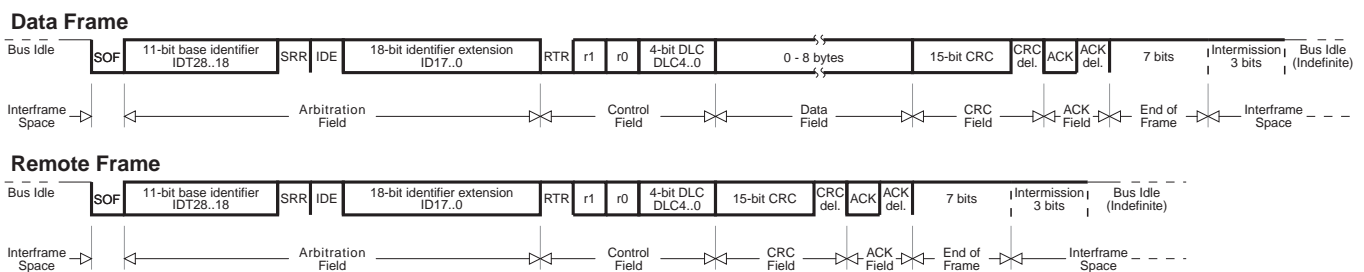 Data Frame
Bus Idle SOF 11-bit base identifier IDT28..18 SRR IDE 18-bit identifier extension ID17..0 RTR r1 r0 4-bit DLC DLC4..0 0 - 8 bytes 15-bit CRC CRC del. ACK ACK del. 7 bits Intermission 3 bits Bus Idle (Indefinite)
Interframe Space Arbitration Field Control Field Data Field CRC Field ACK Field End of Frame Interframe Space
Remote Frame
Bus Idle SOF 11-bit base identifier IDT28..18 SRR IDE 18-bit identifier extension ID17..0 RTR r1 r0 4-bit DLC DLC4..0 15-bit CRC CRC del. ACK ACK del. 7 bits Intermission 3 bits Bus Idle (Indefinite)
Interframe Space Arbitration Field Control Field CRC Field ACK Field End of Frame Interframe Space